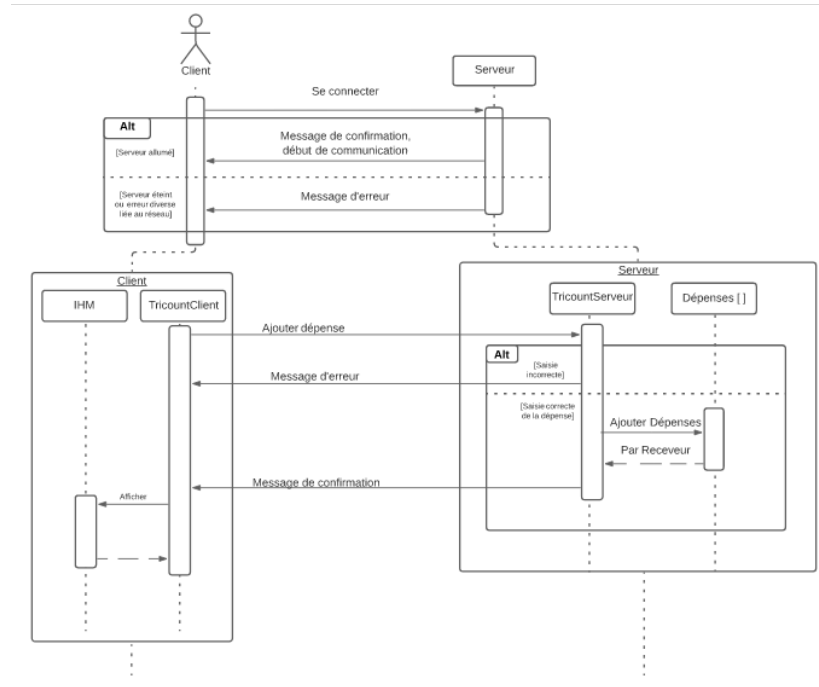 Client
Serveur
Se connecter
Alt
[Serveur allumé]
Message de confirmation,
début de communication
[Serveur éteint
ou erreur diverse
liée au réseau]
Message d'erreur
Client
Serveur
IHM
TricountClient
TricountServeur
Dépenses [ ]
Ajouter dépense
Alt
[Saisie
incorrecte]
Message d'erreur
[Saisie correcte
de la dépense]
Ajouter Dépenses
Par Receveur
Message de confirmation
Afficher